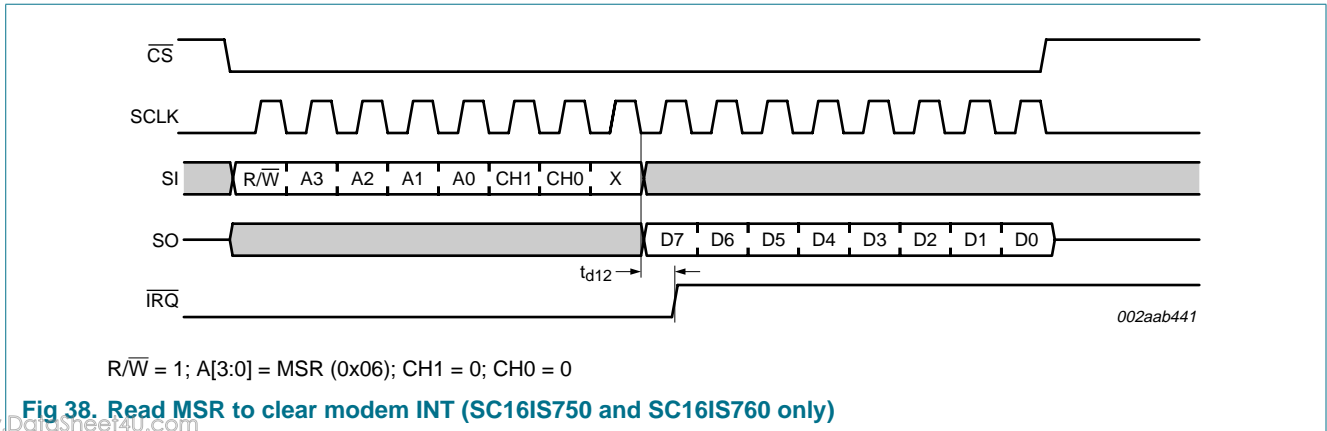 C̅S̅
SCLK
SI R/W̅ A3 A2 A1 A0 CH1 CH0 X
SO D7 D6 D5 D4 D3 D2 D1 D0
td12
I̅R̅Q̅
002aab441
R/W̅ = 1; A[3:0] = MSR (0x06); CH1 = 0; CH0 = 0
Fig 38. Read MSR to clear modem INT (SC16IS750 and SC16IS760 only)
.DataSheet4U.com